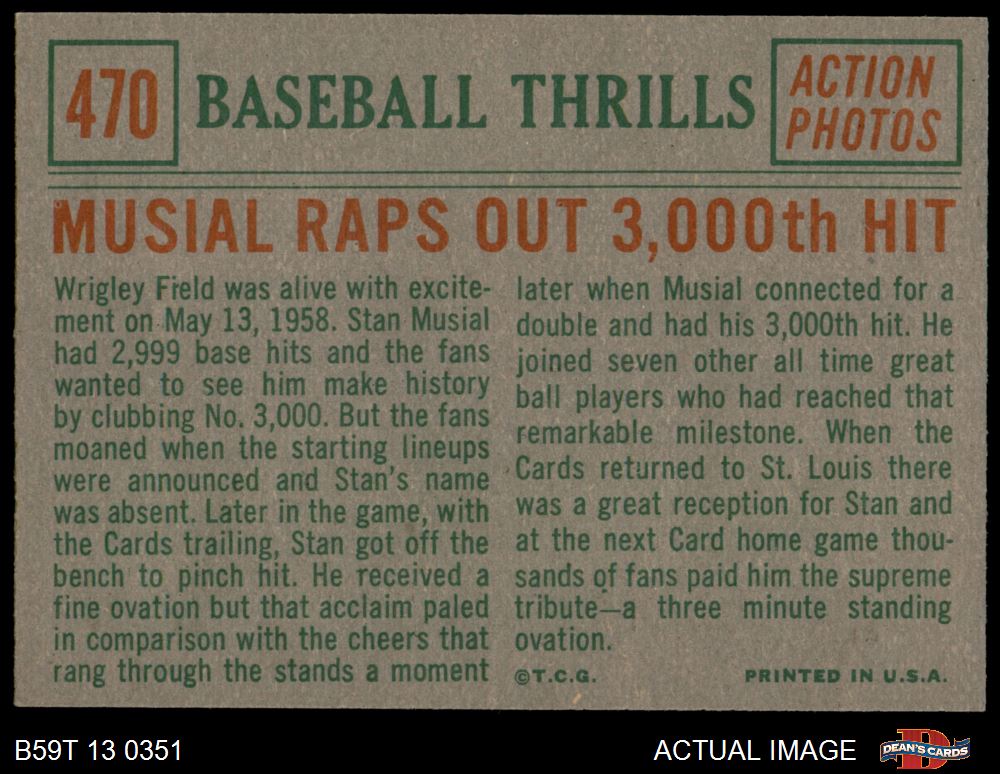 470
BASEBALL THRILLS
ACTION
PHOTOS
MUSIAL RAPS OUT 3,000th HIT
Wrigley Field was alive with excite-
ment on May 13, 1958. Stan Musial
had 2,999 base hits and the fans
wanted to see him make history
by clubbing No. 3,000. But the fans
moaned when the starting lineups
were announced and Stan's name
was absent. Later in the game, with
the Cards trailing, Stan got off the
bench to pinch hit. He received a
fine ovation but that acclaim paled
in comparison with the cheers that
rang through the stands a moment
later when Musial connected for a
double and had his 3,000th hit. He
joined seven other all time great
ball players who had reached that
remarkable milestone. When the
Cards returned to St. Louis there
was a great reception for Stan and
at the next Card home game thou-
sands of fans paid him the supreme
tribute—a three minute standing
ovation.
©T.C.G.
PRINTED IN U.S.A.
B59T 13 0351
ACTUAL IMAGE
DEAN'S CARDS